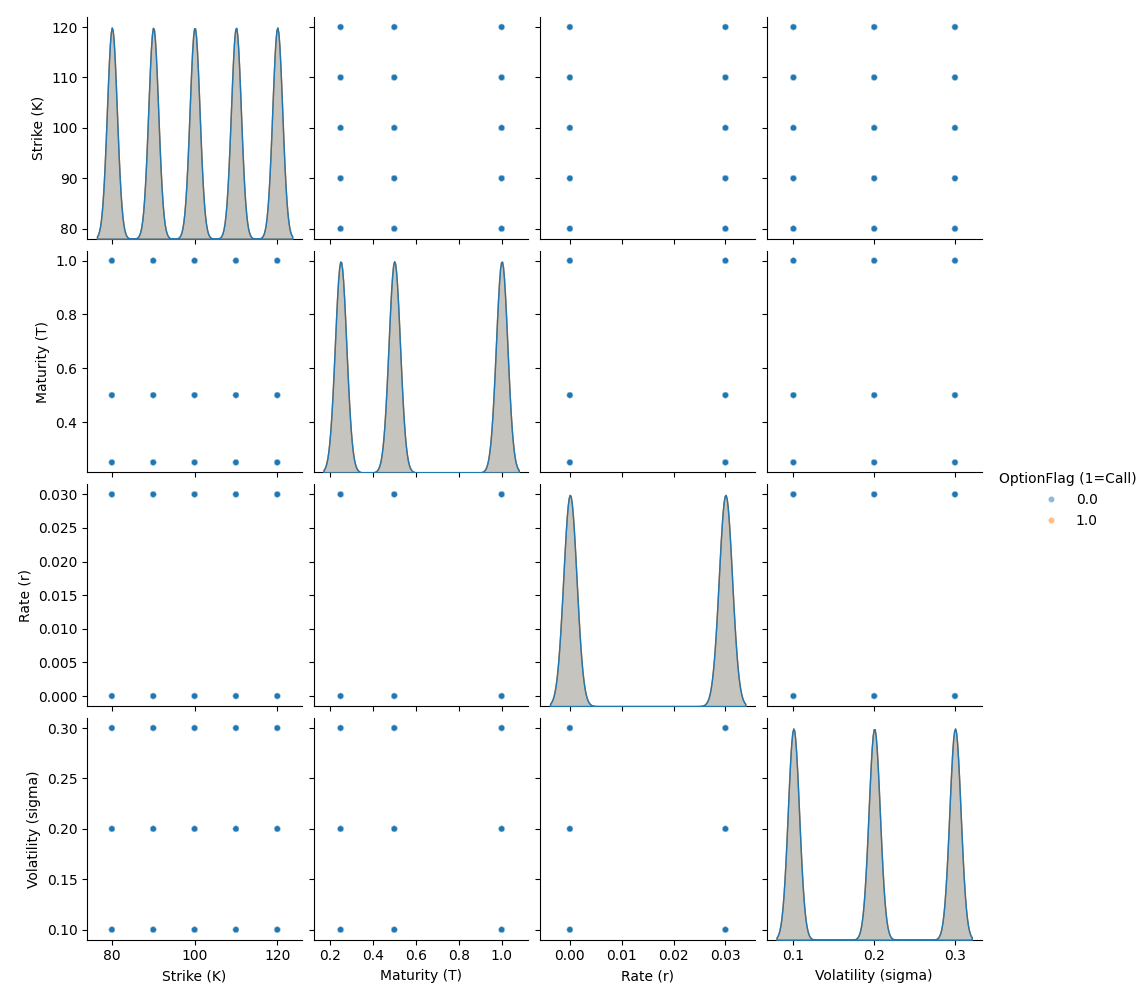 120
110
100
90
80
Strike (K)
1.0
0.8
0.6
0.4
Maturity (T)
0.030
0.025
0.020
0.015
0.010
0.005
0.000
Rate (r)
0.30
0.25
0.20
0.15
0.10
Volatility (sigma)
80 100 120
Strike (K)
0.2 0.4 0.6 0.8 1.0
Maturity (T)
0.00 0.01 0.02 0.03
Rate (r)
0.1 0.2 0.3
Volatility (sigma)
OptionFlag (1=Call)
0.0
1.0